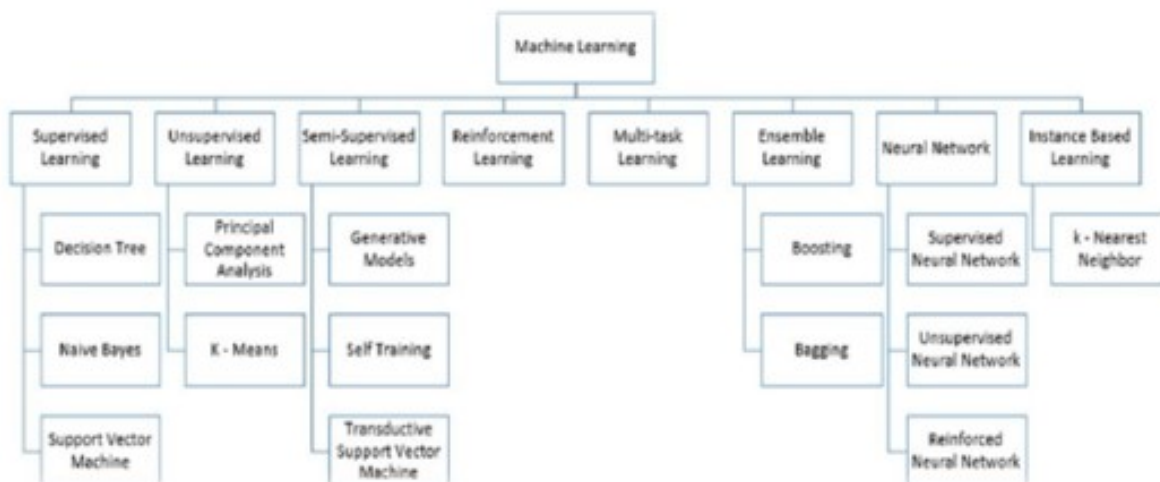 Machine Learning
Supervised
Learning
Unsupervised
Learning
Semi-Supervised
Learning
Reinforcement
Learning
Multi-task
Learning
Ensemble
Learning
Neural Network
Instance Based
Learning
Decision Tree
Principal
Component
Analysis
Generative
Models
Boosting
Supervised
Neural Network
k - Nearest
Neighbor
Naive Bayes
K - Means
Self Training
Bagging
Unsupervised
Neural Network
Support Vector
Machine
Transductive
Support Vector
Machine
Reinforced
Neural Network